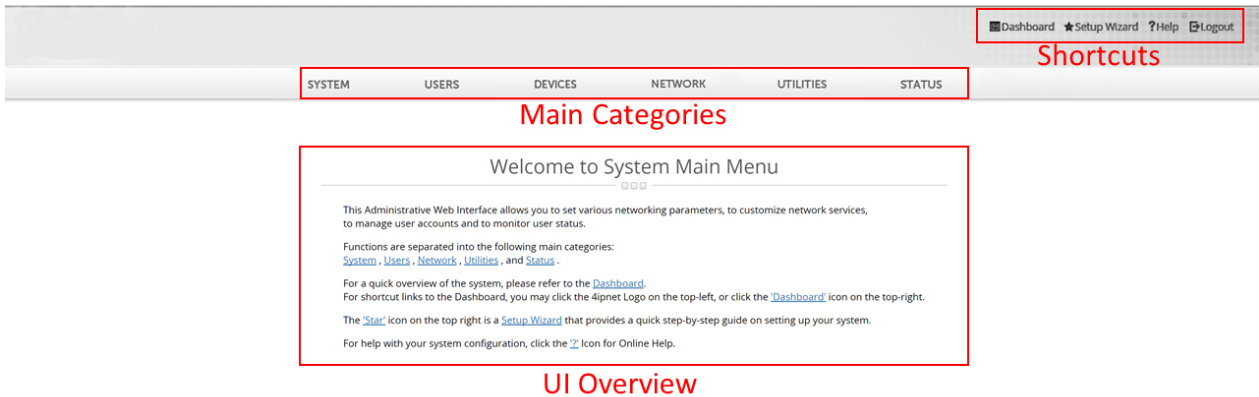 Dashboard Setup Wizard ?Help Logout
Shortcuts
SYSTEM USERS DEVICES NETWORK UTILITIES STATUS
Main Categories
Welcome to System Main Menu
This Administrative Web Interface allows you to set various networking parameters, to customize network services,
to manage user accounts and to monitor user status.
Functions are separated into the following main categories:
System , Users , Network , Utilities , and Status .
For a quick overview of the system, please refer to the Dashboard.
For shortcut links to the Dashboard, you may click the 4ipnet Logo on the top-left, or click the 'Dashboard' icon on the top-right.
The 'Star' icon on the top right is a Setup Wizard that provides a quick step-by-step guide on setting up your system.
For help with your system configuration, click the '?' Icon for Online Help.
UI Overview